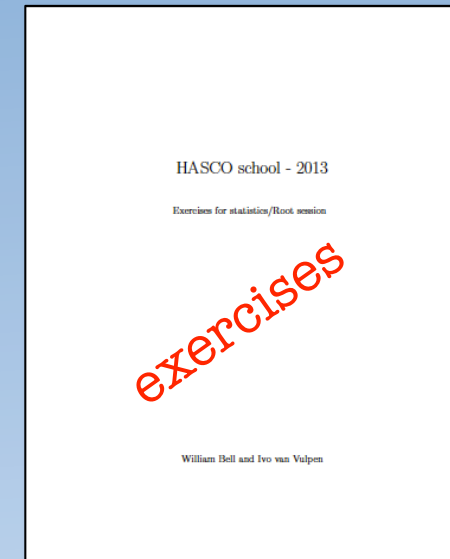 HASCO school - 2013
Exercises for statistics/Root session
exercises
William Bell and Ivo van Vulpen